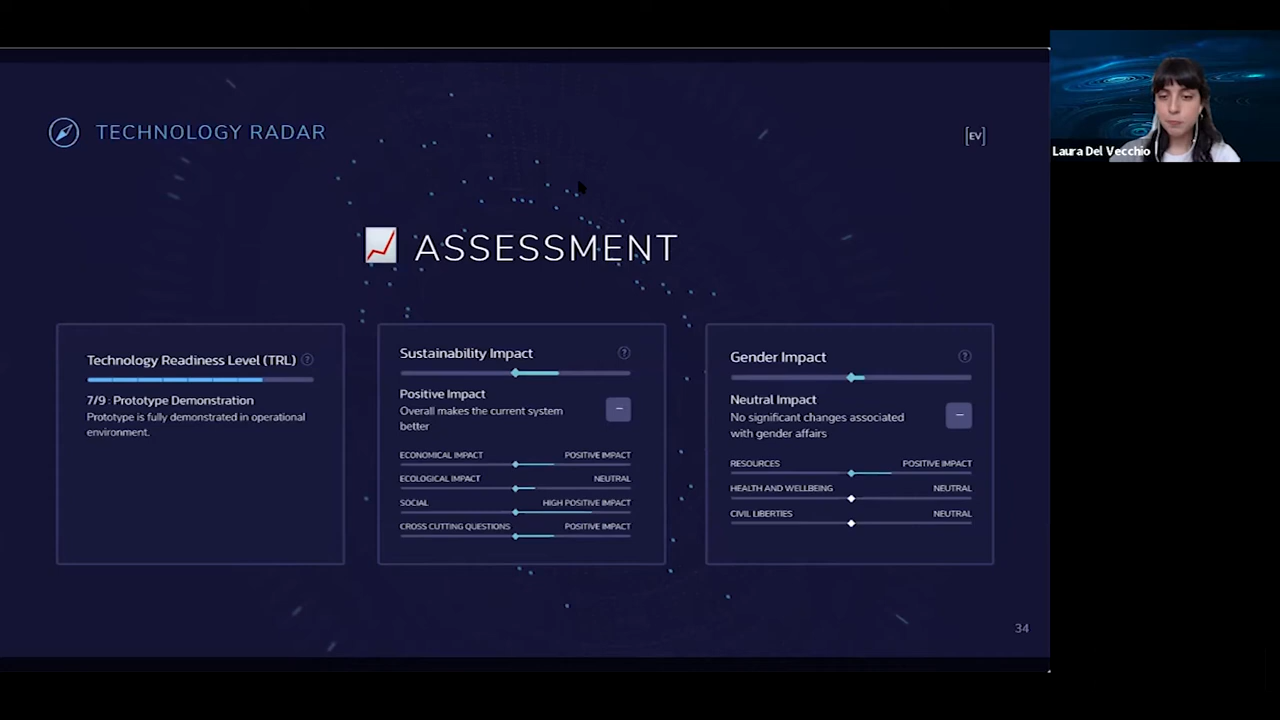 TECHNOLOGY RADAR
[EV]
Laura Del Vecchio
ASSESSMENT
Technology Readiness Level (TRL) ?
7/9 : Prototype Demonstration
Prototype is fully demonstrated in operational
environment.
Sustainability Impact ?
Positive Impact
Overall makes the current system
better
ECONOMICAL IMPACT POSITIVE IMPACT
ECOLOGICAL IMPACT NEUTRAL
SOCIAL HIGH POSITIVE IMPACT
CROSS CUTTING QUESTIONS POSITIVE IMPACT
Gender Impact ?
Neutral Impact
No significant changes associated
with gender affairs
RESOURCES POSITIVE IMPACT
HEALTH AND WELLBEING NEUTRAL
CIVIL LIBERTIES NEUTRAL
34